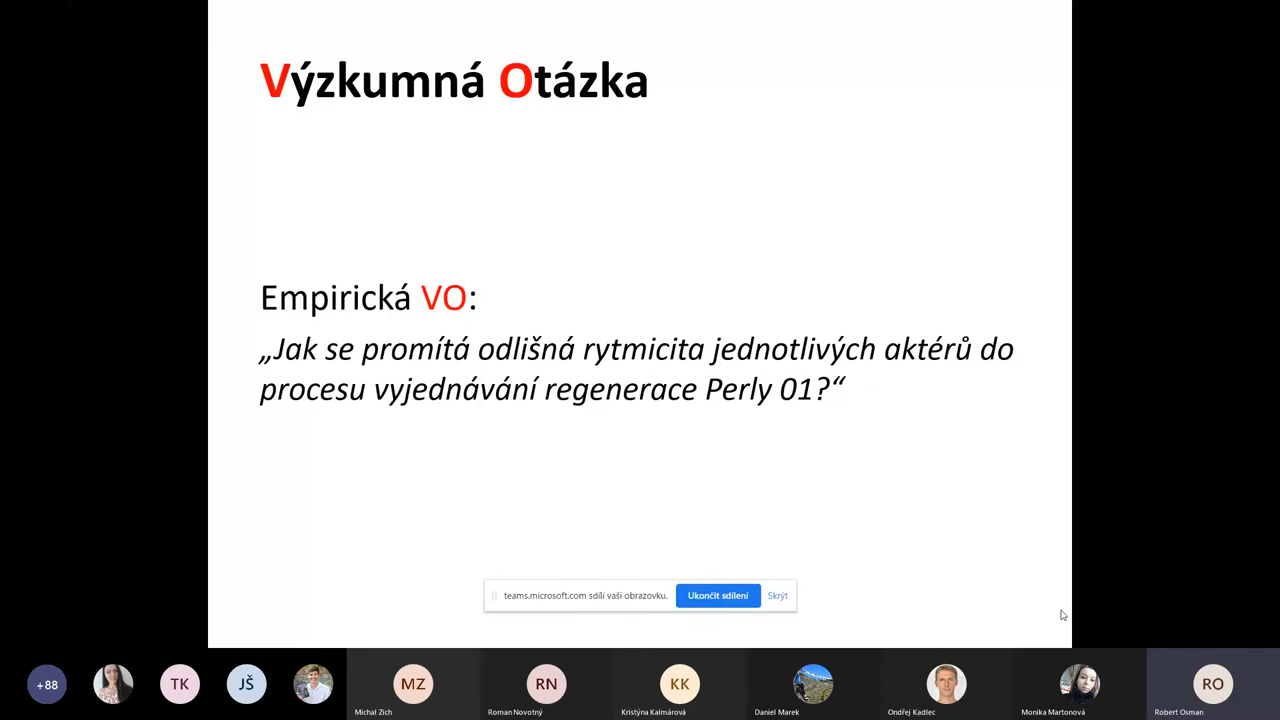 Výzkumná Otázka
Empirická VO:
„Jak se promítá odlišná rytmicita jednotlivých aktérů do
procesu vyjednávání regenerace Perly 01?“
teams.microsoft.com sdílí vaši obrazovku.
Ukončit sdílení
Skrýt
+88
TK
JŠ
MZ
RN
KK
RO
Michal Zich
Roman Novotný
Kristýna Kalmárová
Daniel Marek
Ondřej Kadlec
Monika Martonová
Robert Osman